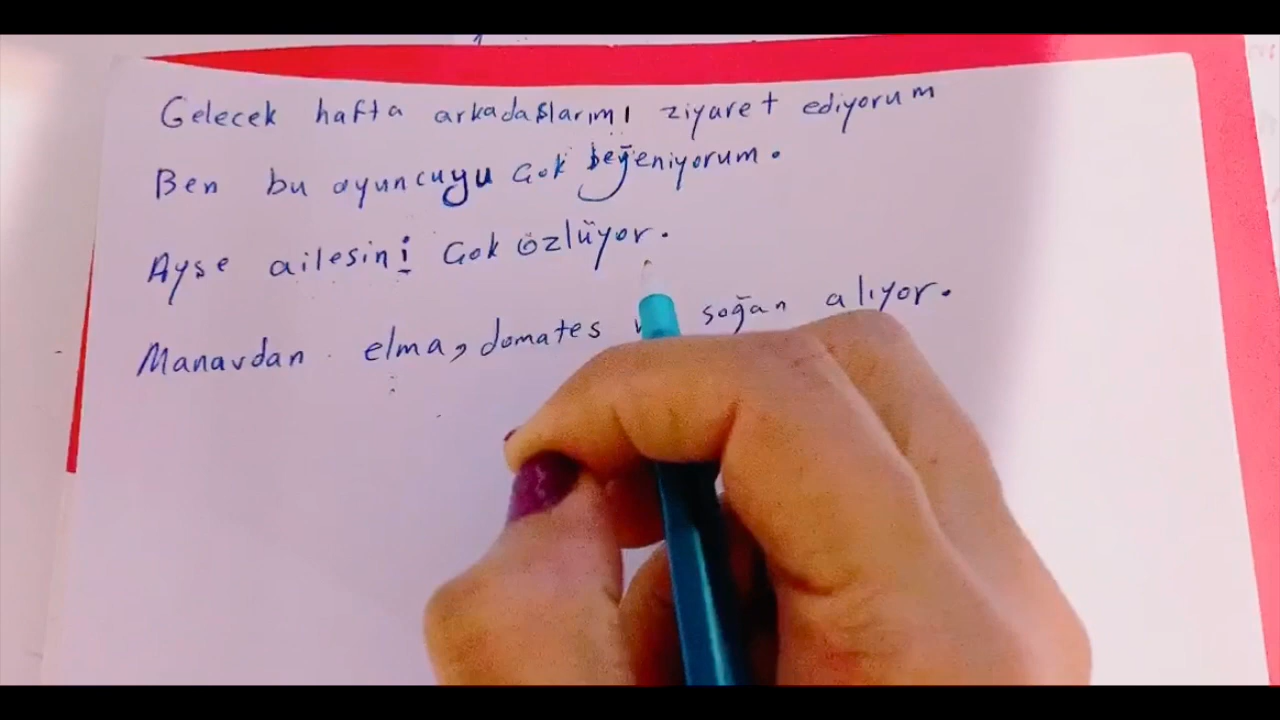 Gelecek hafta arkadaşlarımı ziyaret ediyorum
Ben bu oyuncuyu çok beğeniyorum.
Ayşe ailesini çok özlüyor.
Manavdan elma, domates soğan alıyor.